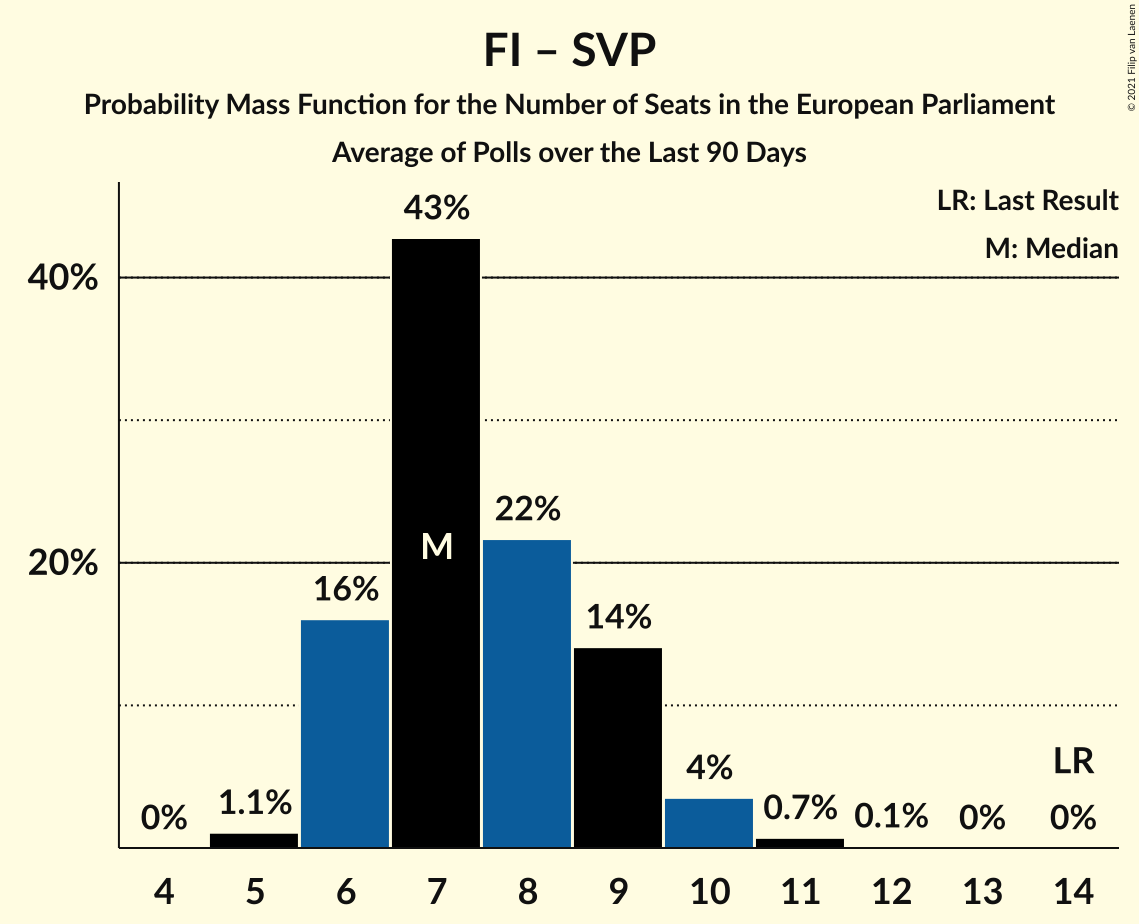 FI – SVP
Probability Mass Function for the Number of Seats in the European Parliament
Average of Polls over the Last 90 Days
© 2021 Filip van Laenen
LR: Last Result
M: Median
40%
20%
0%
1.1%
16%
43%
M
22%
14%
4%
0.7%
0.1%
0%
LR
0%
4 5 6 7 8 9 10 11 12 13 14